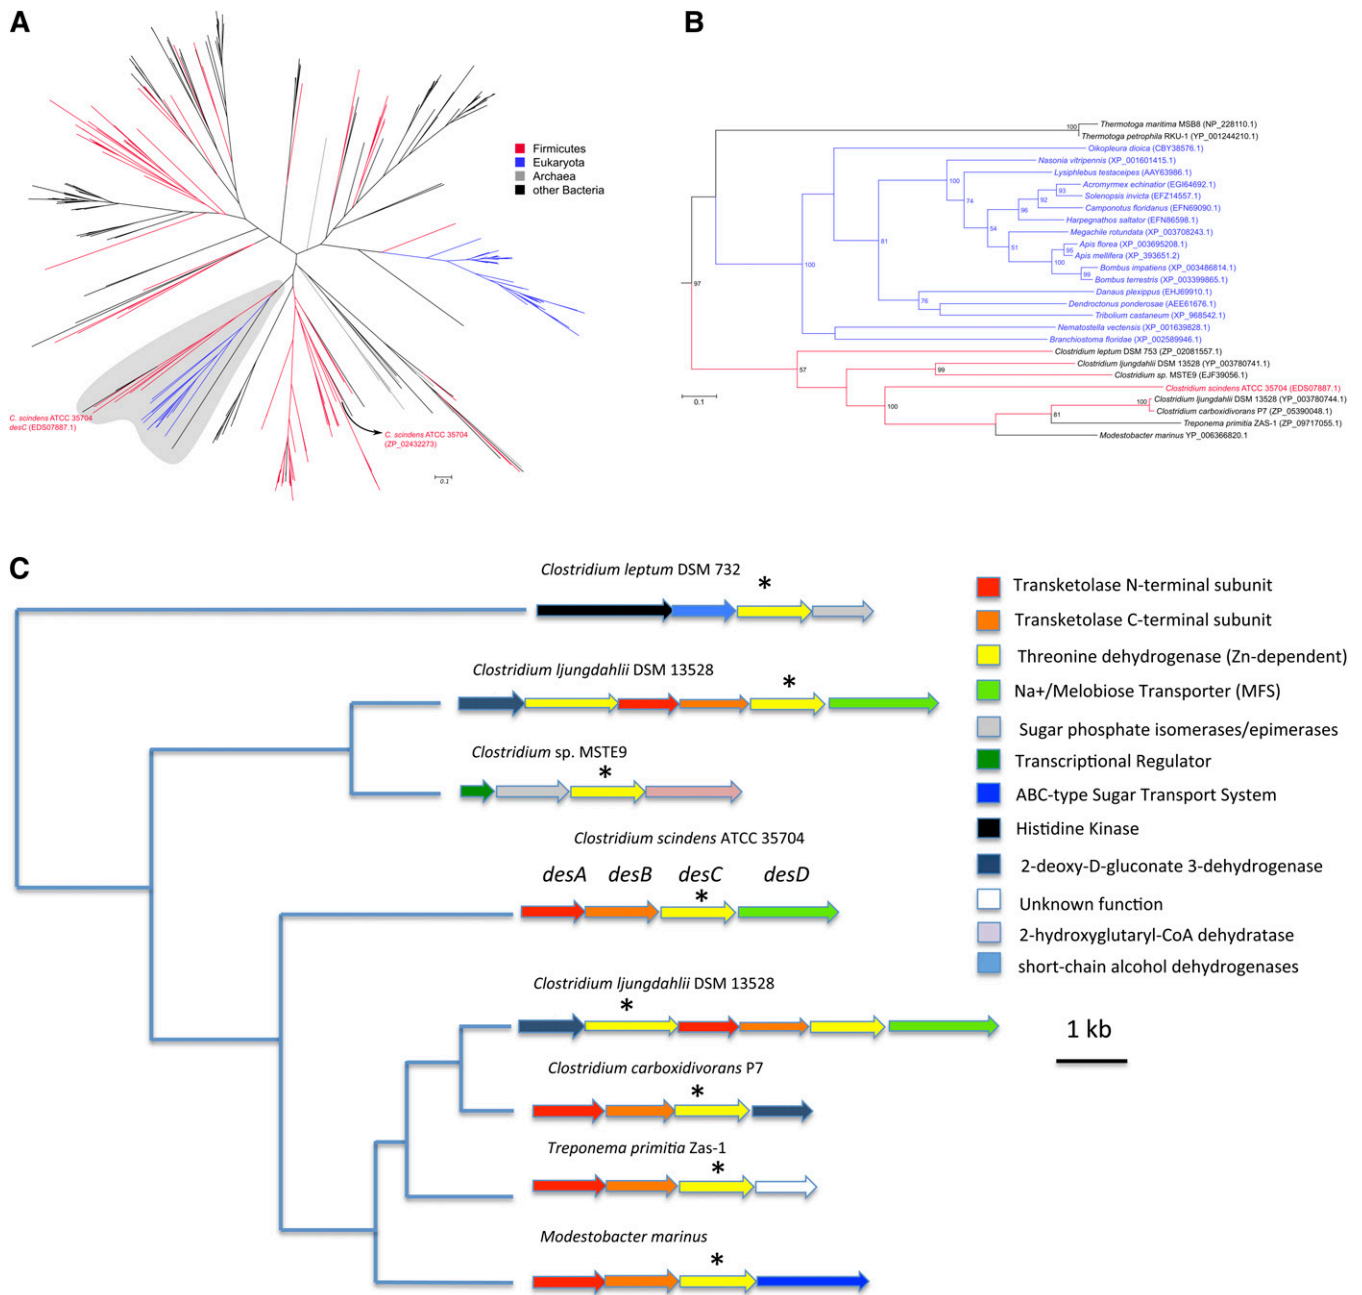 A
Firmicutes
Eukaryota
Archaea
other Bacteria
C. scindens ATCC 35704
desC (EDS07887.1)
C. scindens ATCC 35704
(ZP_02432273)
0.1
B
Thermotoga maritima MSB8 (NP_228110.1)
100
Thermotoga petrophila RKU-1 (YP_001244210.1)
Oikopleura dioica (CBY38576.1)
Nasonia vitripennis (XP_001601415.1)
Lysiphlebus testaceipes (AAY63986.1)
100
Acromyrmex echinatior (EGI64692.1)
93
Solenopsis invicta (EFZ14557.1)
92
74
Camponotus floridanus (EFN69090.1)
96
Harpegnathos saltator (EFN86598.1)
54
Megachile rotundata (XP_003708243.1)
81
51
Apis florea (XP_003695208.1)
95
Apis mellifera (XP_393651.2)
100
100
Bombus impatiens (XP_003486814.1)
99
Bombus terrestris (XP_003399865.1)
97
Danaus plexippus (EHJ69910.1)
76
Dendroctonus ponderosae (AEE61676.1)
Tribolium castaneum (XP_968542.1)
Nematostella vectensis (XP_001639828.1)
Branchiostoma floridae (XP_002589946.1)
Clostridium leptum DSM 753 (ZP_02081557.1)
57
Clostridium ljungdahlii DSM 13528 (YP_003780741.1)
99
Clostridium sp. MSTE9 (EJF39056.1)
Clostridium scindens ATCC 35704 (EDS07887.1)
0.1
100
Clostridium ljungdahlii DSM 13528 (YP_003780744.1)
100
Clostridium carboxidivorans P7 (ZP_05390048.1)
81
Treponema primitia ZAS-1 (ZP_09717055.1)
Modestobacter marinus YP_006366820.1
C
Clostridium leptum DSM 732
*
Clostridium ljungdahlii DSM 13528
*
Clostridium sp. MSTE9
*
Clostridium scindens ATCC 35704
desA desB desC desD
*
Clostridium ljungdahlii DSM 13528
*
Clostridium carboxidivorans P7
*
Treponema primitia Zas-1
*
Modestobacter marinus
*
Transketolase N-terminal subunit
Transketolase C-terminal subunit
Threonine dehydrogenase (Zn-dependent)
Na+/Melobiose Transporter (MFS)
Sugar phosphate isomerases/epimerases
Transcriptional Regulator
ABC-type Sugar Transport System
Histidine Kinase
2-deoxy-D-gluconate 3-dehydrogenase
Unknown function
2-hydroxyglutaryl-CoA dehydratase
short-chain alcohol dehydrogenases
1 kb